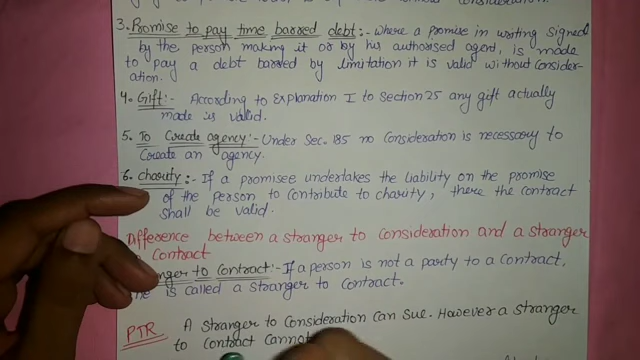 3. Promise to pay time barred debt:- Where a promise in writing signed
by the person making it or by his authorised agent, is made
to pay a debt barred by limitation it is valid without consider-
ation.
4. Gift:- According to Explanation I to Section 25 any gift actually
made is valid.
5. To Create agency:- Under Sec. 185 no Consideration is necessary to
Create an agency.
6. Charity:- If a promisee undertakes the liability on the promise
of the person to contribute to charity, there the contract
shall be valid.
Difference between a stranger to consideration and a stranger
Contract
to Contract:- If a person is not a party to a contract,
he is called a stranger to contract.
PTR A stranger to Consideration Can Sue. However a stranger
to Contract Cannot